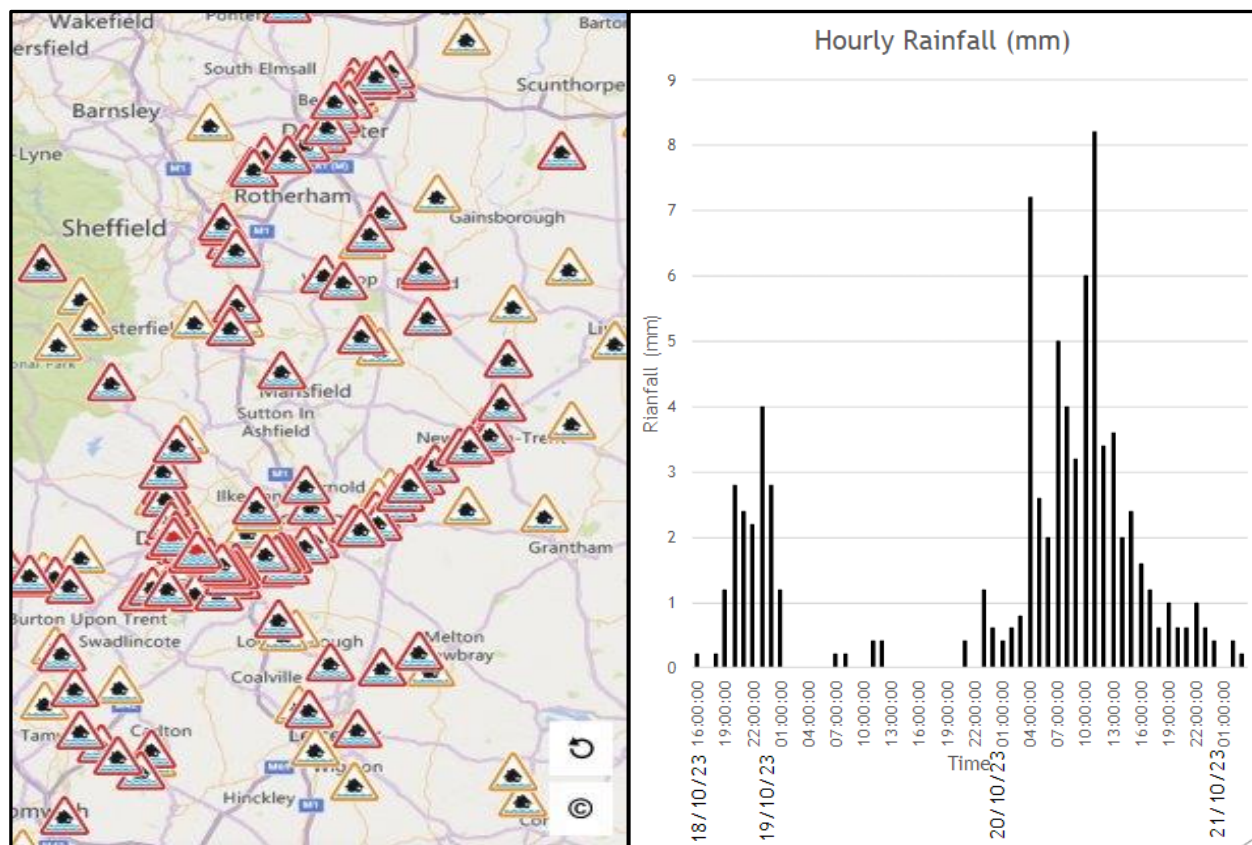 Wakefield
ersfield
Barto
South Elmsall
Scunthorpe
Barnsley
-Lyne
M1
Rotherham
Gainsborough
Sheffield
M1
sterfie
Mansfield
Sutton In
Ashfield
M1
Grantham
Burton Upon Trent
Swadlincote
Melton
Coalville
Hinckley
M1
©
Hourly Rainfall (mm)
Rianfall (mm)
9
8
7
6
5
4
3
2
1
0
16:00:00
19:00:00
22:00:00
01:00:00
04:00:00
07:00:00
10:00:00
13:00:00
16:00:00
19:00:00
22:00:00
01:00:00
04:00:00
07:00:00
10:00:00
13:00:00
16:00:00
19:00:00
22:00:00
01:00:00
Time
18/10/23
19/10/23
20/10/23
21/10/23